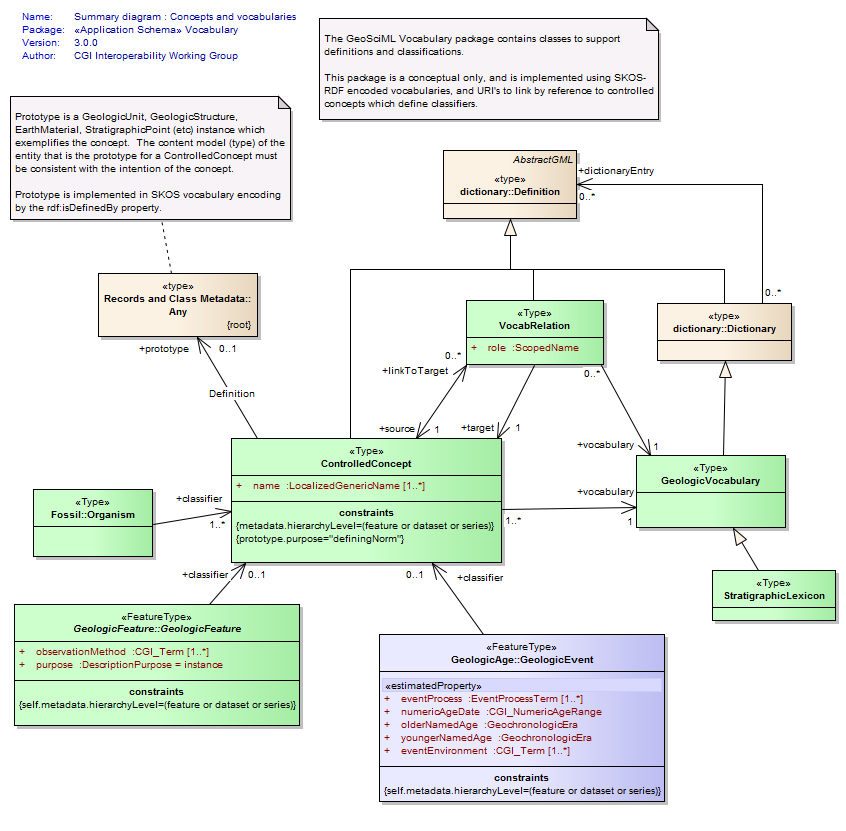 Name: Summary diagram : Concepts and vocabularies
Package: «Application Schema» Vocabulary
Version: 3.0.0
Author: CGI Interoperability Working Group
The GeoSciML Vocabulary package contains classes to support
definitions and classifications.
This package is a conceptual only, and is implemented using SKOS-
RDF encoded vocabularies, and URI's to link by reference to controlled
concepts which define classifiers.
Prototype is a GeologicUnit, GeologicStructure,
EarthMaterial, StratigraphicPoint (etc) instance which
exemplifies the concept. The content model (type) of the
entity that is the prototype for a ControlledConcept must
be consistent with the intention of the concept.
Prototype is implemented in SKOS vocabulary encoding
by the rdf:isDefinedBy property.
AbstractGML
«type»
dictionary::Definition
+dictionaryEntry
0..*
0..*
«type»
Records and Class Metadata::
Any
{root}
+prototype
0..1
Definition
«Type»
VocabRelation
+ role :ScopedName
«type»
dictionary::Dictionary
0..*
+linkToTarget
0..*
+source
1
+target
1
+vocabulary
1
«Type»
ControlledConcept
+ name :LocalizedGenericName [1..*]
constraints
{metadata.hierarchyLevel=(feature or dataset or series)}
{prototype.purpose="definingNorm"}
«Type»
GeologicVocabulary
+vocabulary
1..*
1
«Type»
Fossil::Organism
+classifier
1..*
«Type»
StratigraphicLexicon
+classifier
0..1
0..1
+classifier
«FeatureType»
GeologicFeature::GeologicFeature
+ observationMethod :CGI_Term [1..*]
+ purpose :DescriptionPurpose = instance
constraints
{self.metadata.hierarchyLevel=(feature or dataset or series)}
«FeatureType»
GeologicAge::GeologicEvent
«estimatedProperty»
+ eventProcess :EventProcessTerm [1..*]
+ numericAgeDate :CGI_NumericAgeRange
+ olderNamedAge :GeochronologicEra
+ youngerNamedAge :GeochronologicEra
+ eventEnvironment :CGI_Term [1..*]
constraints
{self.metadata.hierarchyLevel=(feature or dataset or series)}